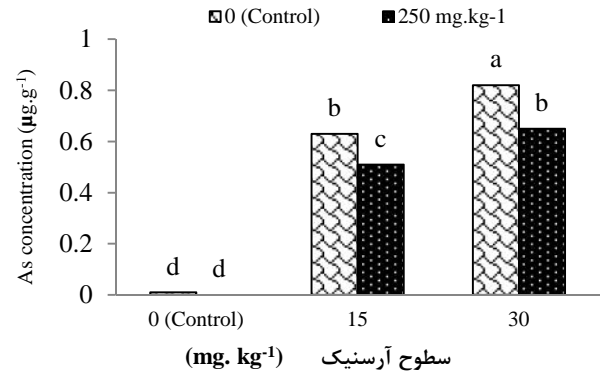 0 (Control) 250 mg.kg-1
As concentration (µg.g-1)
1
0.8
0.6
0.4
0.2
0
d d
b
c
a
b
0 (Control) 15 30
سطوح آرسنیک (mg. kg-1)